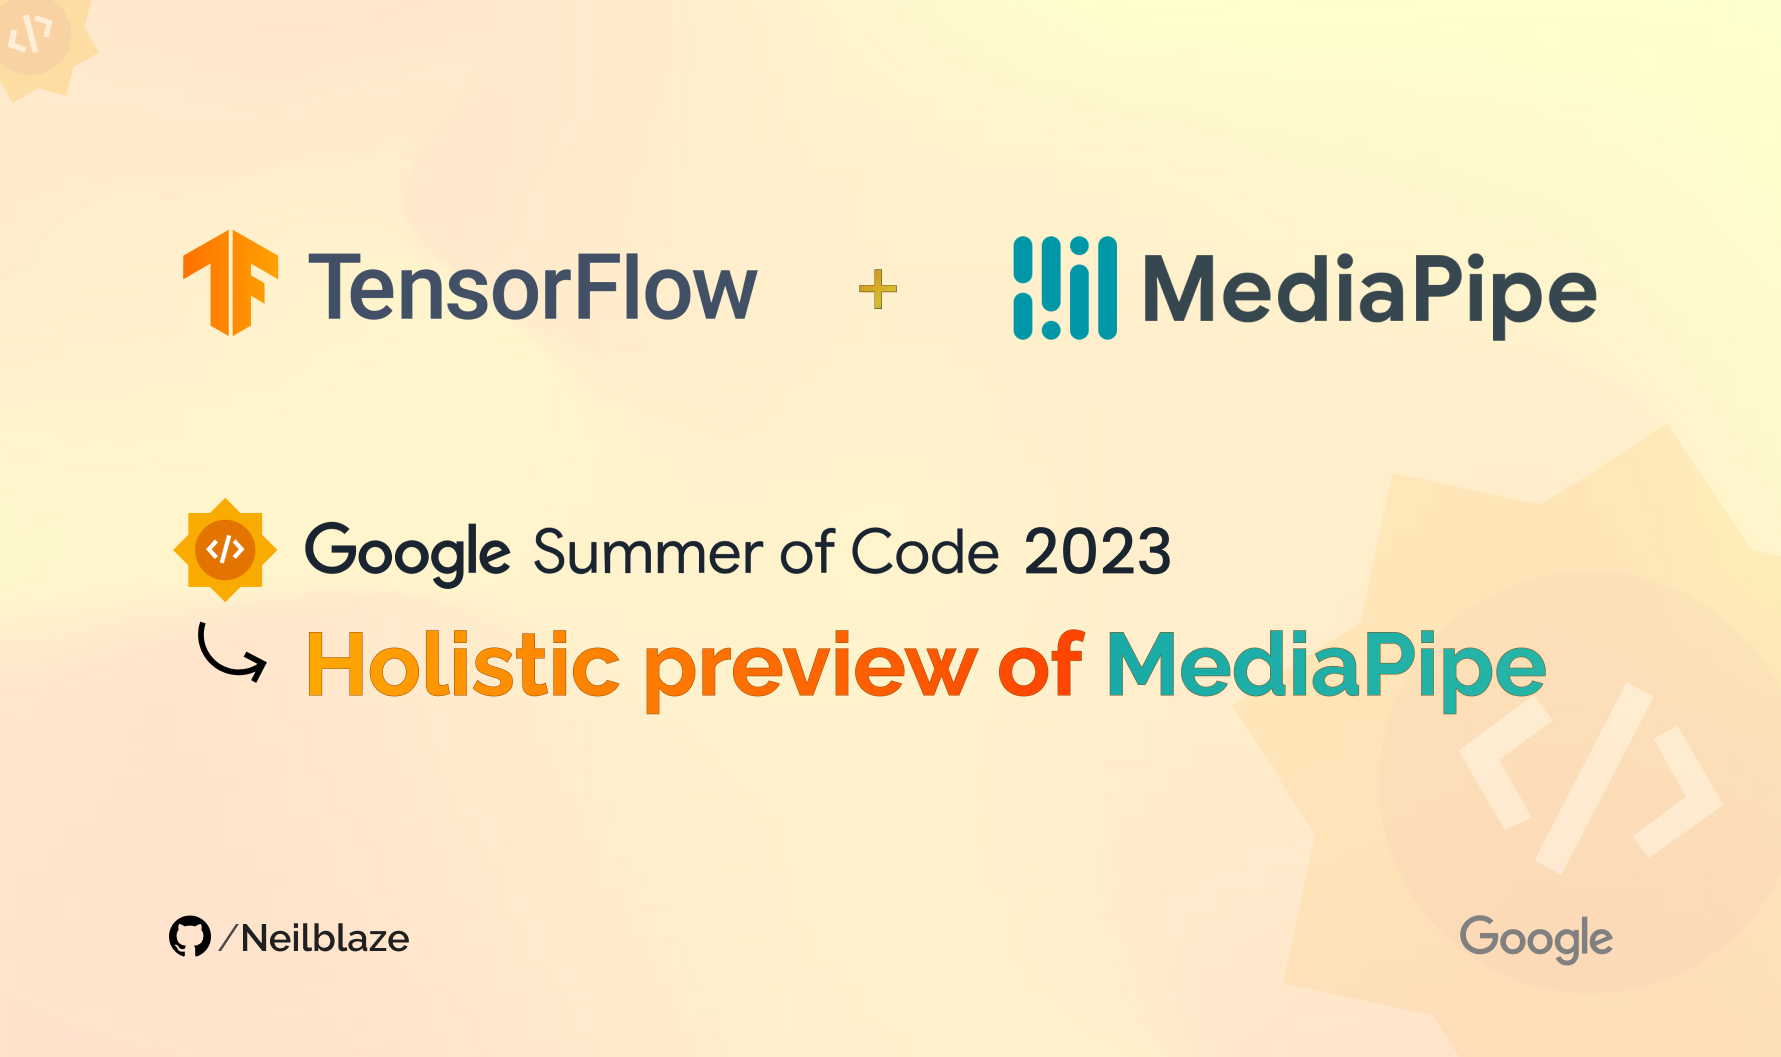 TensorFlow + MediaPipe
Google Summer of Code 2023
Holistic preview of MediaPipe
/Neilblaze
Google